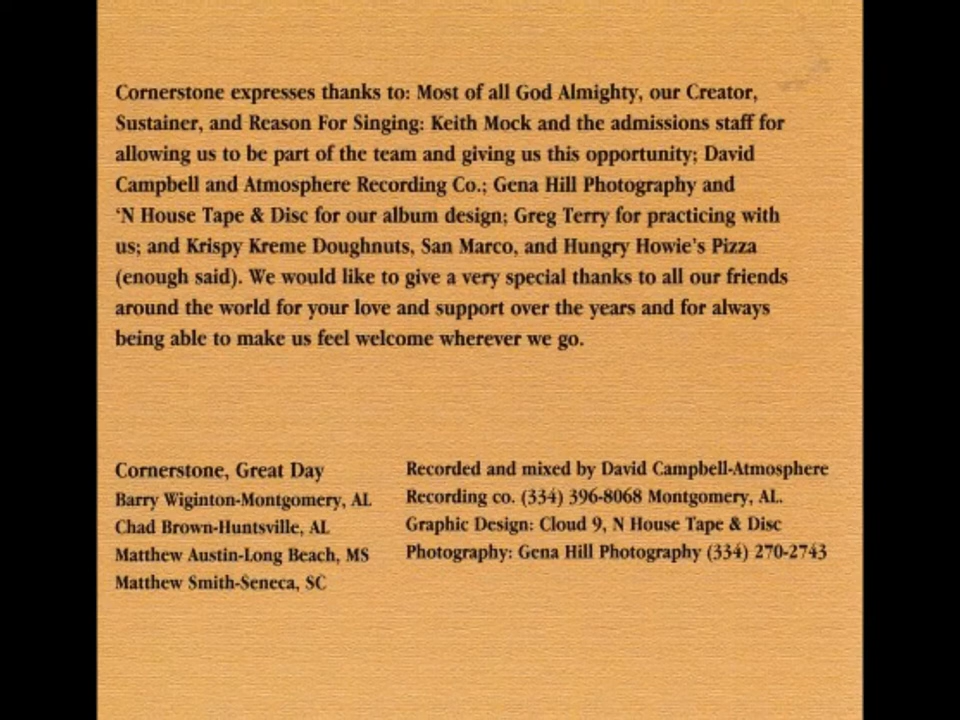 Cornerstone expresses thanks to: Most of all God Almighty, our Creator,
Sustainer, and Reason For Singing: Keith Mock and the admissions staff for
allowing us to be part of the team and giving us this opportunity; David
Campbell and Atmosphere Recording Co.; Gena Hill Photography and
‘N House Tape & Disc for our album design; Greg Terry for practicing with
us; and Krispy Kreme Doughnuts, San Marco, and Hungry Howie's Pizza
(enough said). We would like to give a very special thanks to all our friends
around the world for your love and support over the years and for always
being able to make us feel welcome wherever we go.
Cornerstone, Great Day
Barry Wiginton-Montgomery, AL
Chad Brown-Huntsville, AL
Matthew Austin-Long Beach, MS
Matthew Smith-Seneca, SC
Recorded and mixed by David Campbell-Atmosphere
Recording co. (334) 396-8068 Montgomery, AL.
Graphic Design: Cloud 9, N House Tape & Disc
Photography: Gena Hill Photography (334) 270-2743